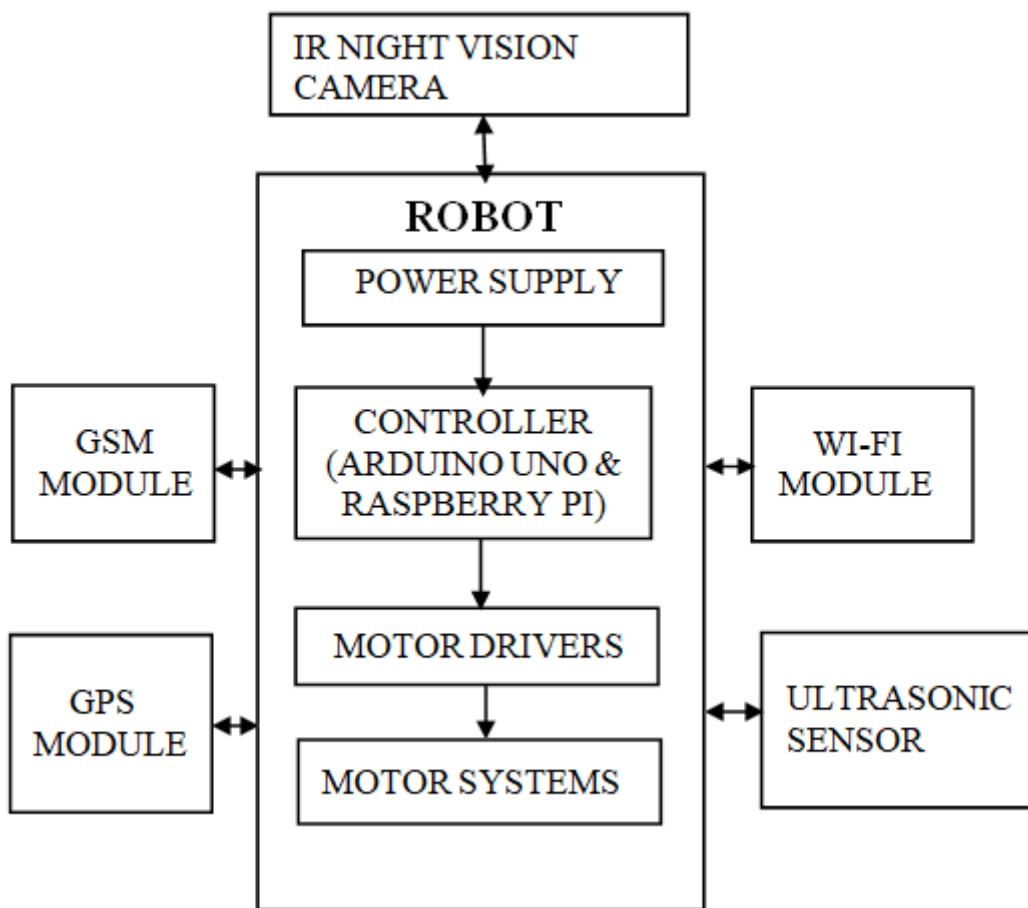 IR NIGHT VISION
CAMERA
ROBOT
POWER SUPPLY
CONTROLLER
(ARDUINO UNO &
RASPBERRY PI)
MOTOR DRIVERS
MOTOR SYSTEMS
GSM
MODULE
GPS
MODULE
WI-FI
MODULE
ULTRASONIC
SENSOR